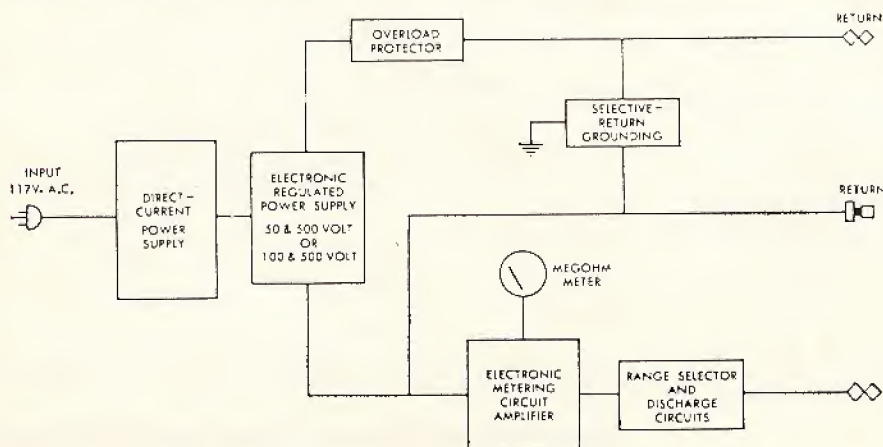 RETURN
OVERLOAD
PROTECTOR
SELECTIVE-
RETURN
GROUNDING
INPUT
117V. A.C.
DIRECT-
CURRENT
POWER
SUPPLY
ELECTRONIC
REGULATED
POWER SUPPLY
50 & 500 VOLT
OR
100 & 500 VOLT
RETURN
MEGOHM
METER
ELECTRONIC
METERING
CIRCUIT
AMPLIFIER
RANGE SELECTOR
AND
DISCHARGE
CIRCUITS